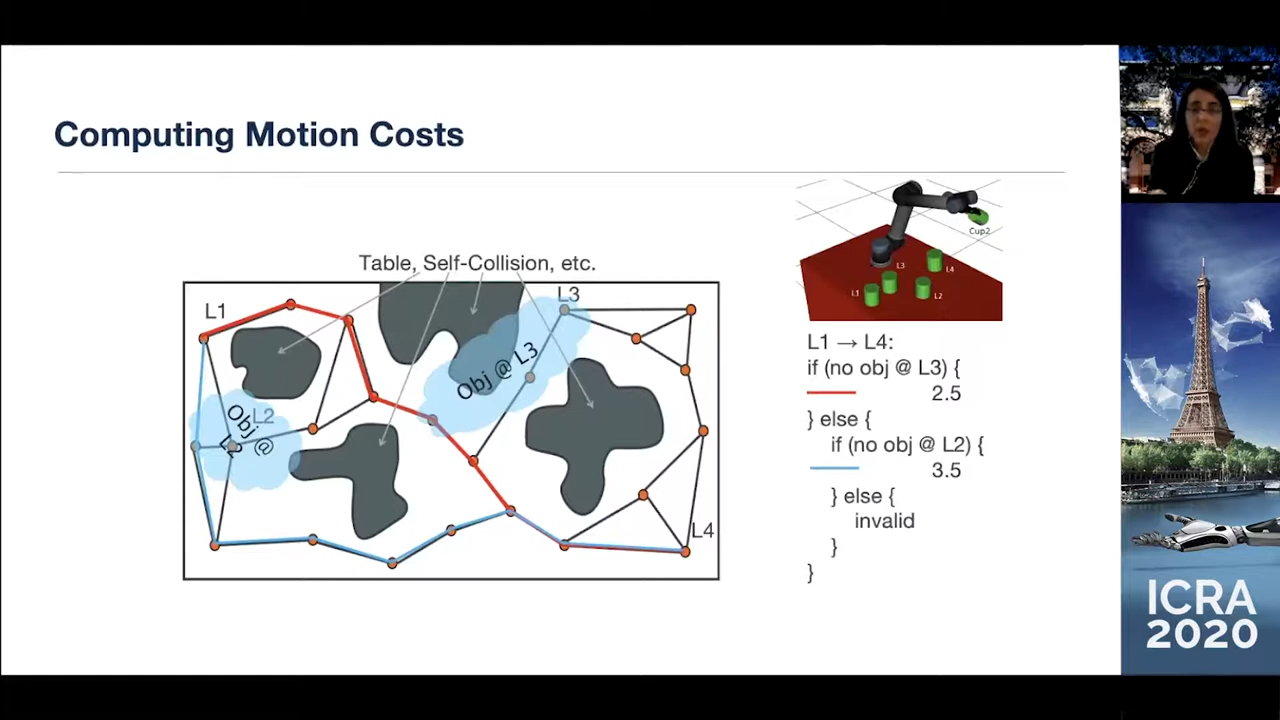 Computing Motion Costs
Table, Self-Collision, etc.
L1
L3
Obj @ L3
L2
Obj @
L2
L4
Cup2
L3
L4
L1
L2
L1 → L4:
if (no obj @ L3) {
2.5
} else {
if (no obj @ L2) {
3.5
} else {
invalid
}
}
ICRA
2020